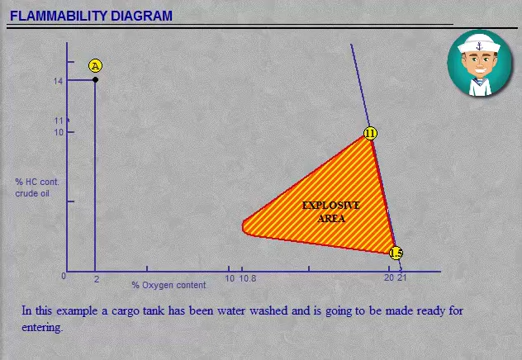 FLAMMABILITY DIAGRAM
A
14
11
10
11
% HC cont.
crude oil
EXPLOSIVE
AREA
1.5
0
2
10 10.8
20 21
% Oxygen content
In this example a cargo tank has been water washed and is going to be made ready for
entering.